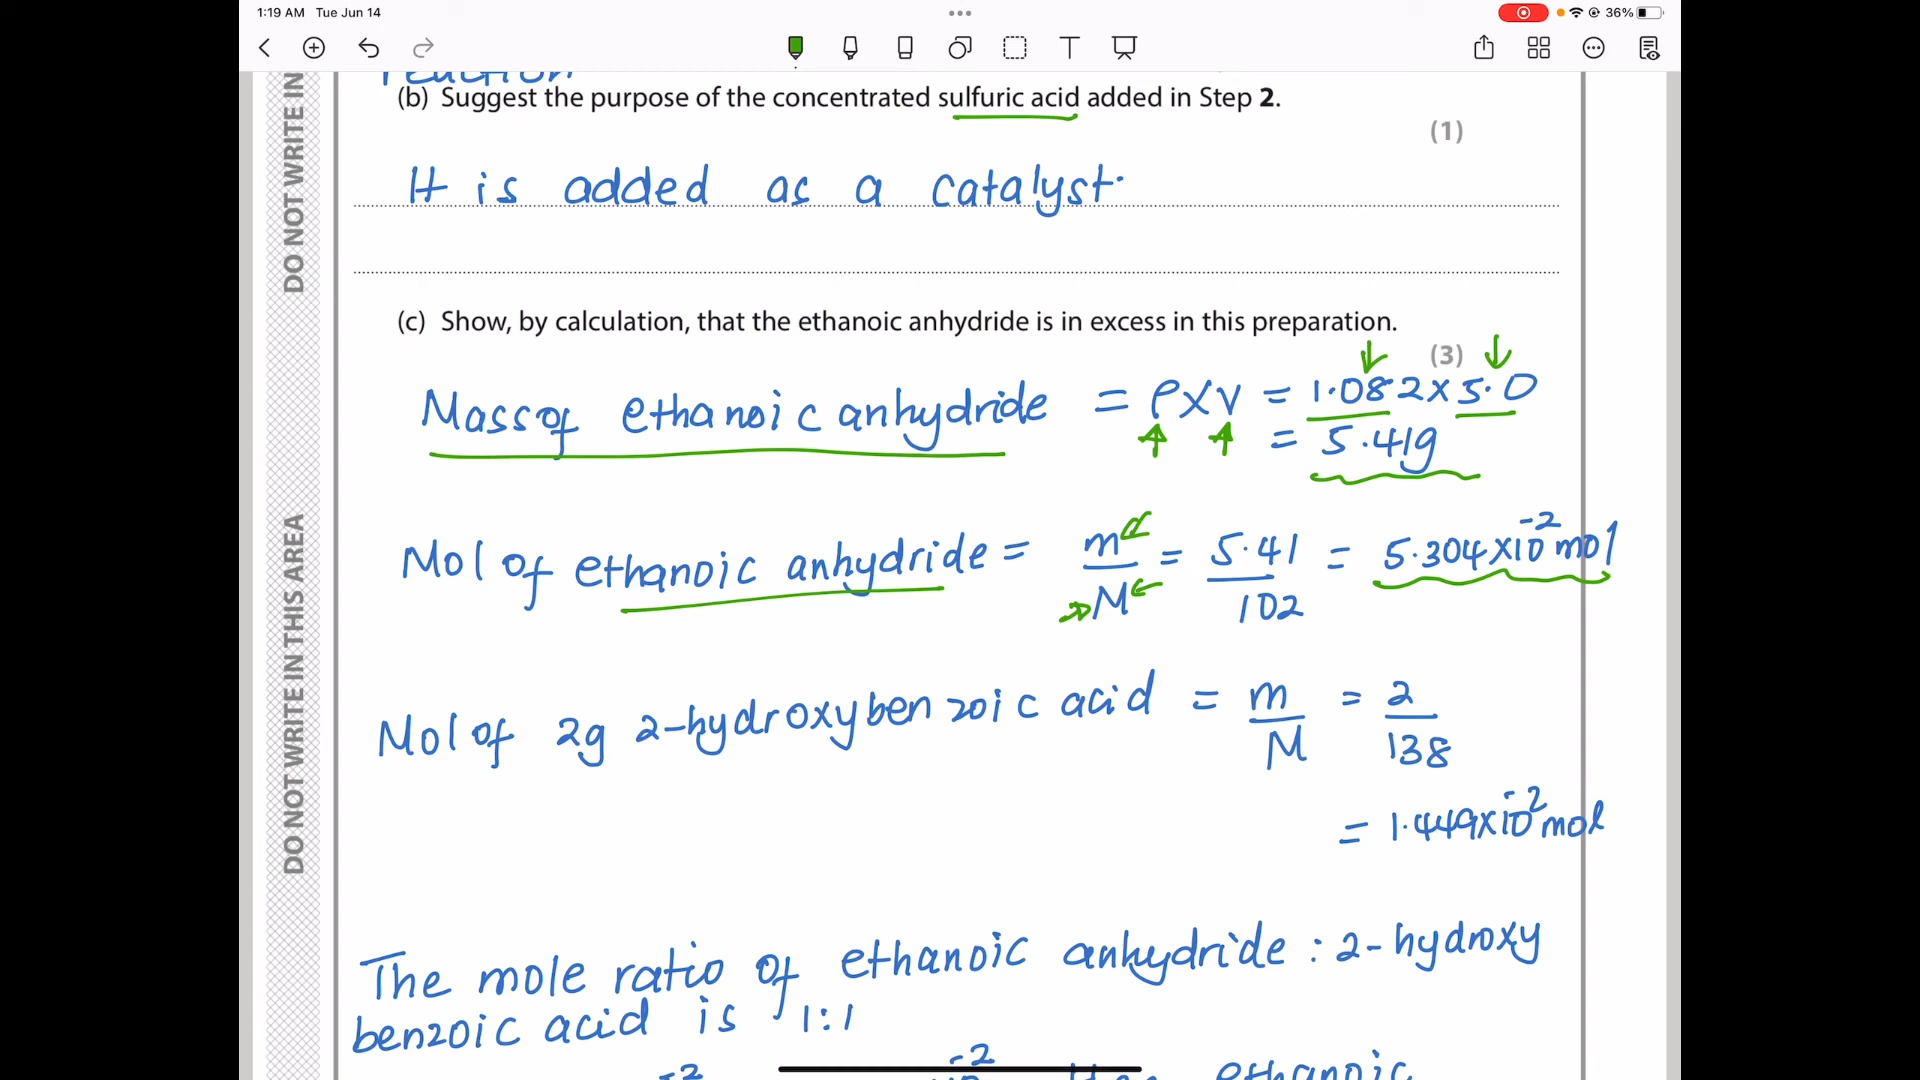 1:19 AM Tue Jun 14
36%
reaction
(b) Suggest the purpose of the concentrated sulfuric acid added in Step 2.
(1)
It is added as a catalyst.
(c) Show, by calculation, that the ethanoic anhydride is in excess in this preparation.
(3)
Mass of ethanoic anhydride = ρ x v = 1.082 x 5.0
= 5.41g
Mol of ethanoic anhydride = m/M = 5.41/102 = 5.304 x 10⁻² mol
Mol of 2g 2-hydroxybenzoic acid = m/M = 2/138
= 1.449 x 10⁻² mol
The mole ratio of ethanoic anhydride : 2-hydroxy
benzoic acid is 1:1
ethanoic
DO NOT WRITE IN
DO NOT WRITE IN THIS AREA